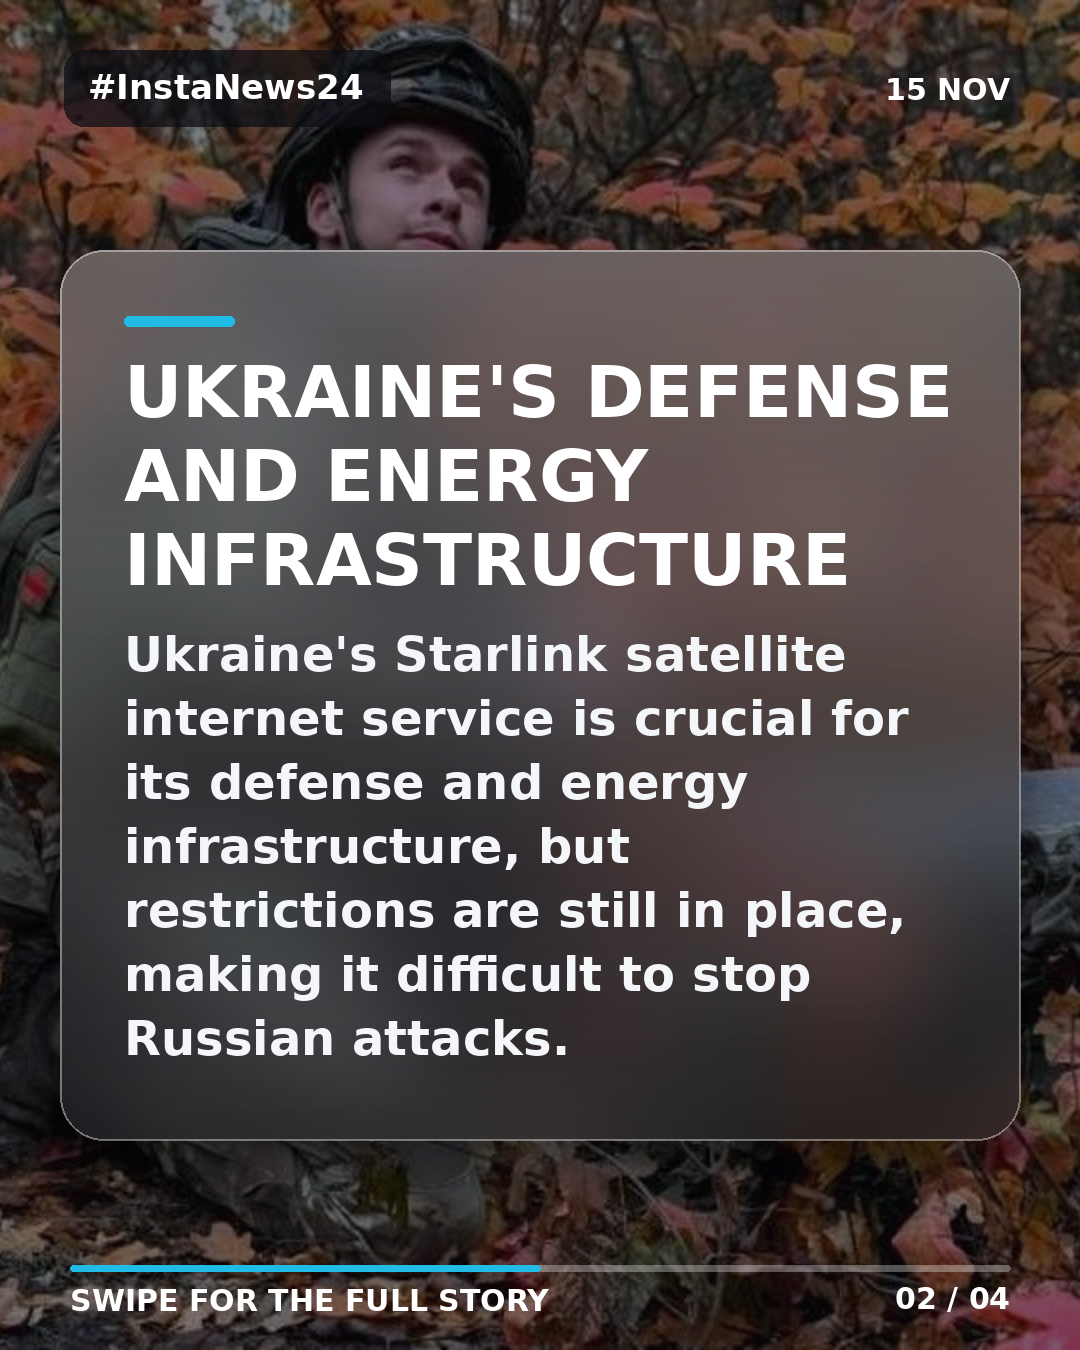 #InstaNews24
15 NOV
UKRAINE'S DEFENSE
AND ENERGY
INFRASTRUCTURE
Ukraine's Starlink satellite
internet service is crucial for
its defense and energy
infrastructure, but
restrictions are still in place,
making it difficult to stop
Russian attacks.
SWIPE FOR THE FULL STORY
02 / 04